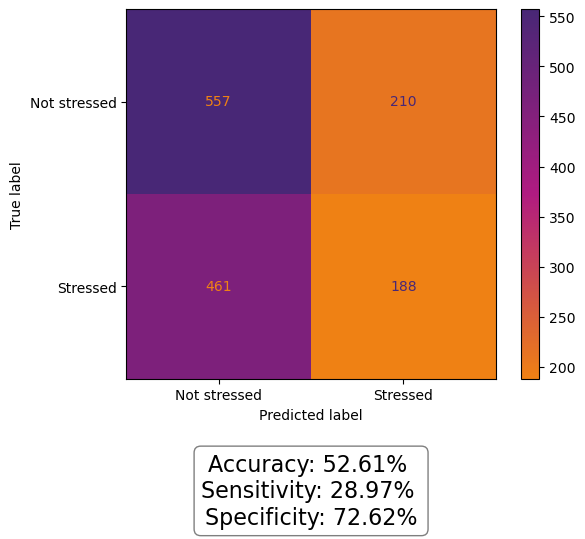 True label
Not stressed
557
210
Stressed
461
188
Not stressed
Stressed
Predicted label
550
500
450
400
350
300
250
200
Accuracy: 52.61%
Sensitivity: 28.97%
Specificity: 72.62%